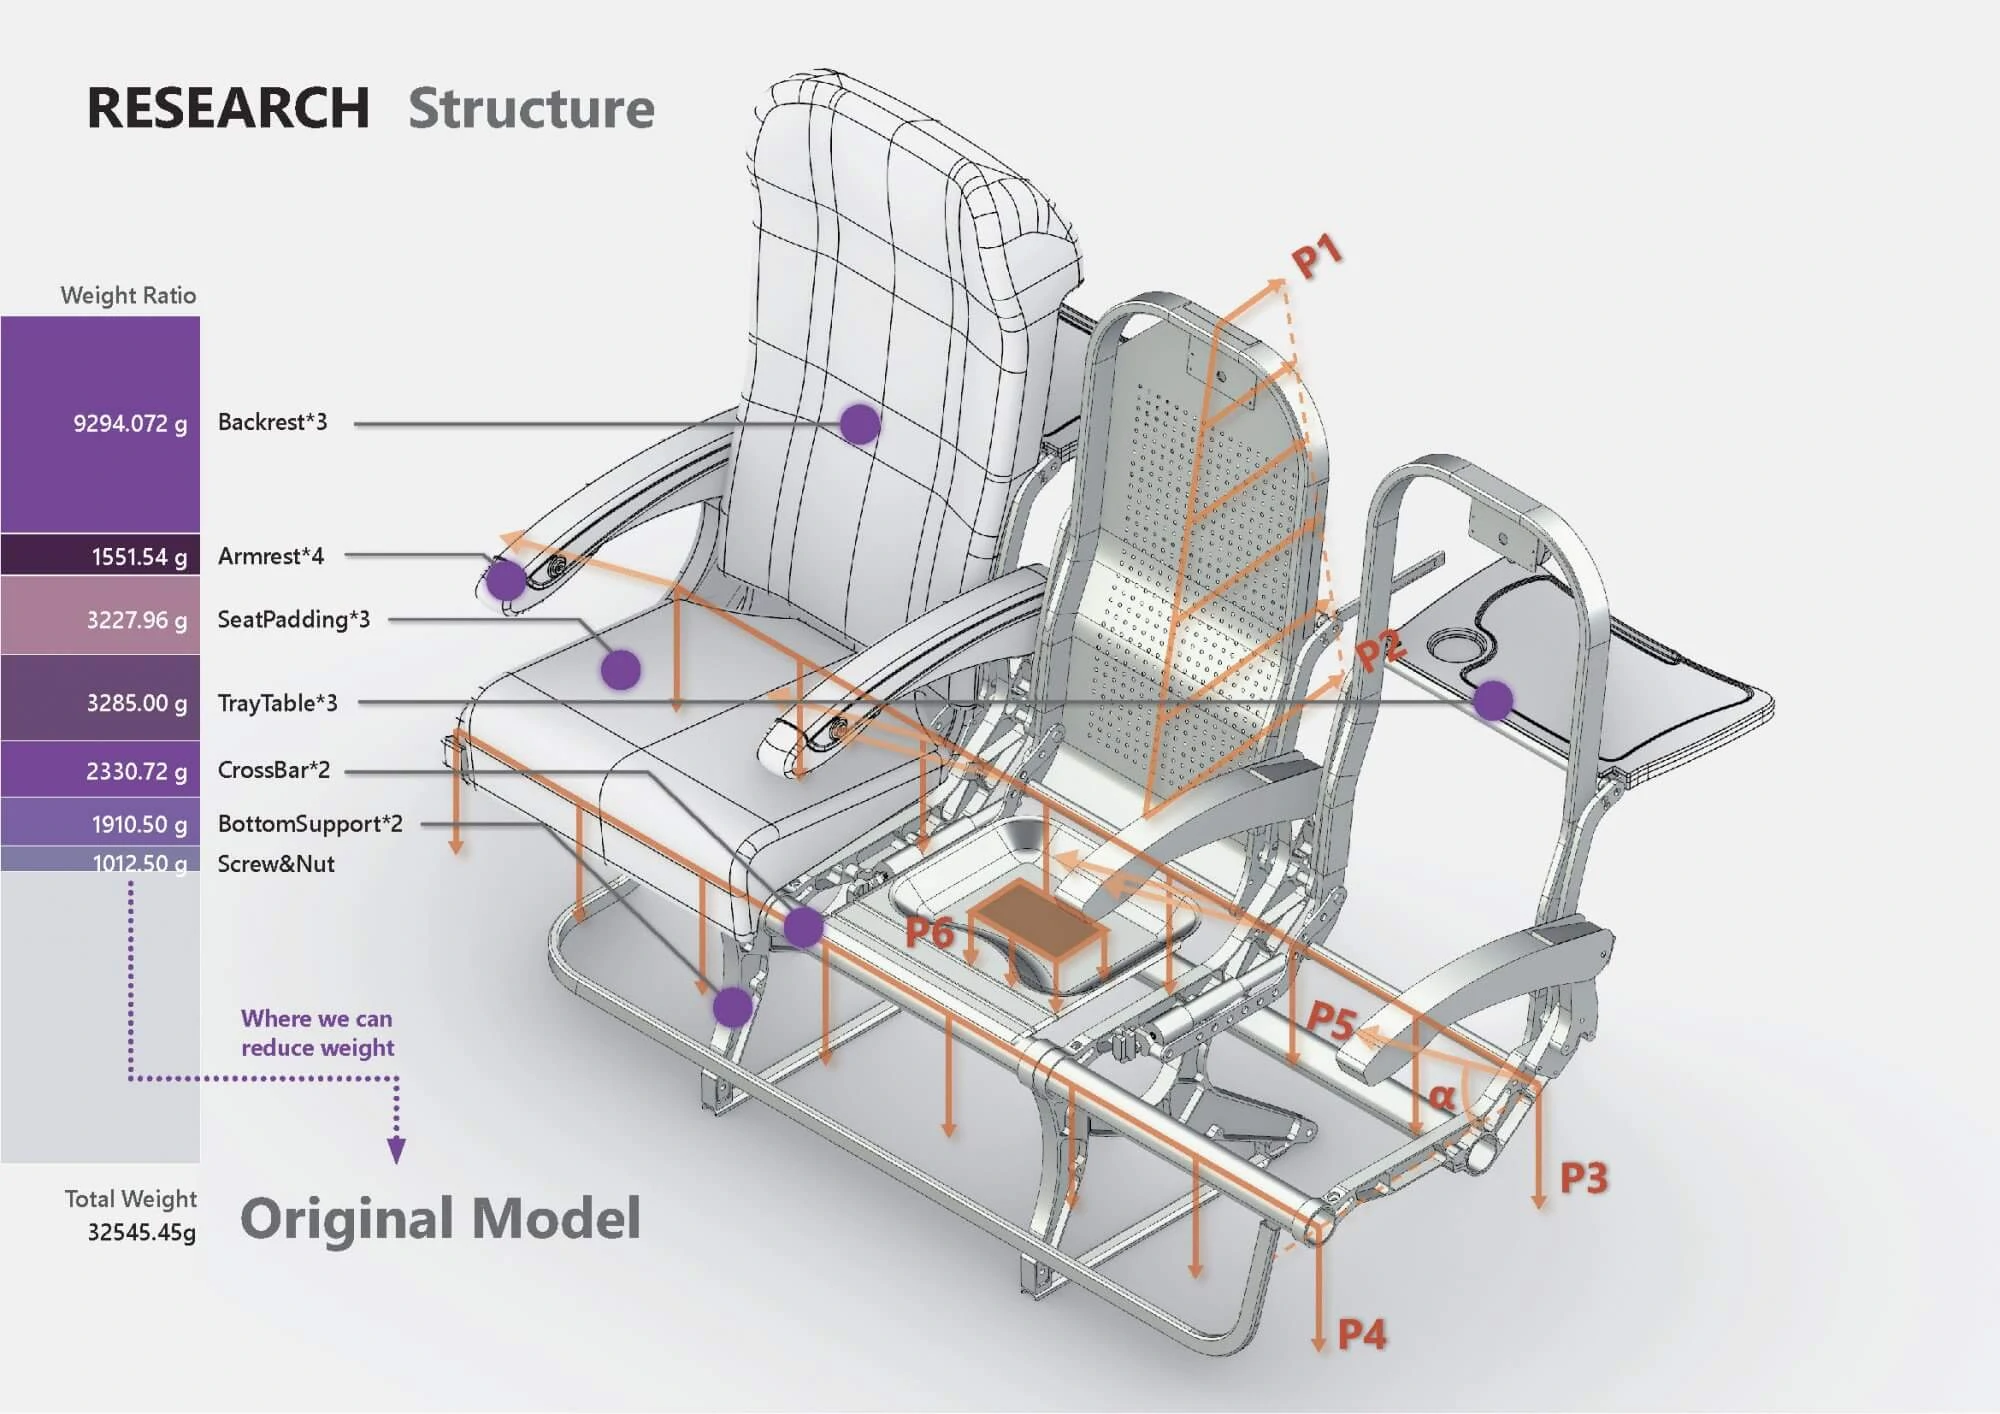 RESEARCH Structure
Weight Ratio
9294.072 g Backrest*3
1551.54 g Armrest*4
3227.96 g SeatPadding*3
3285.00 g TrayTable*3
2330.72 g CrossBar*2
1910.50 g BottomSupport*2
1012.50 g Screw&Nut
Where we can
reduce weight
Total Weight
32545.45g
Original Model
P1
P2
P6
P5
α
P3
P4